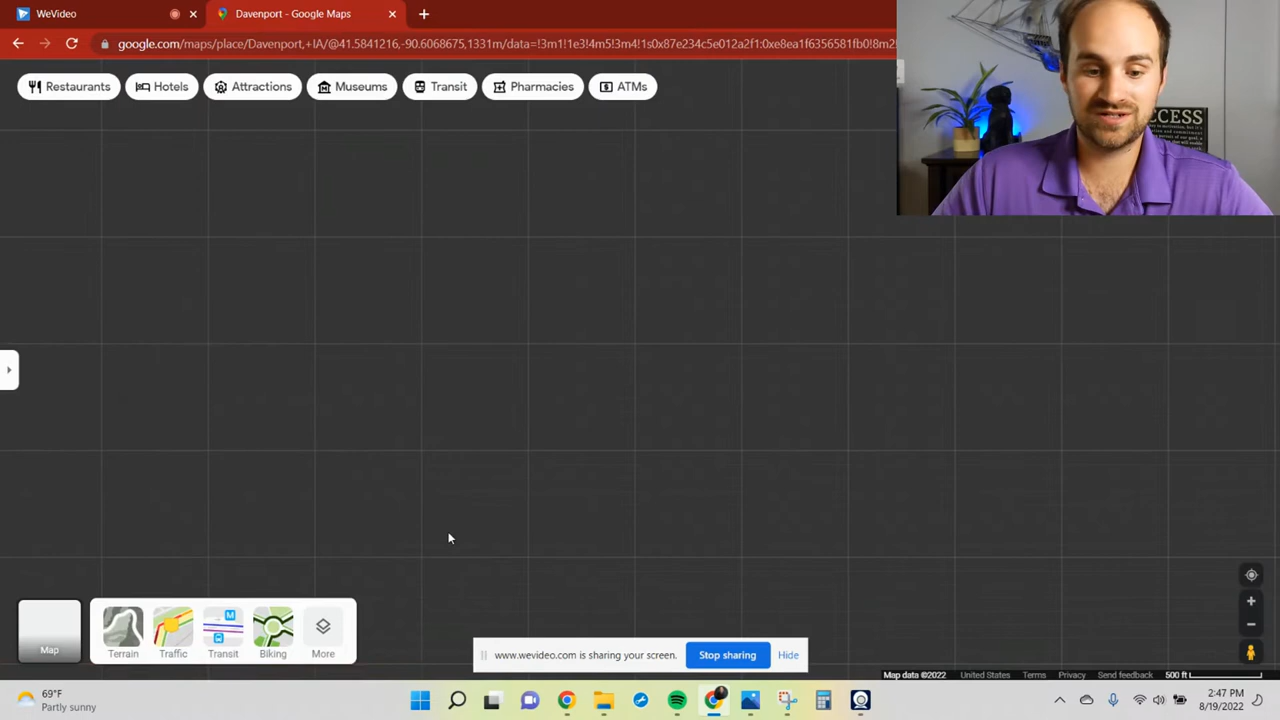 WeVideo
Davenport - Google Maps
google.com/maps/place/Davenport,+IA/@41.5841216,-90.6068675,1331m/data=!3m1!1e3!4m5!3m4!1s0x87e234c5e012a2f1:0xe8ea1f6356581fb0!8m2
Restaurants
Hotels
Attractions
Museums
Transit
Pharmacies
ATMs
CCESS
Map
Terrain
Traffic
M
Transit
Biking
More
www.wevideo.com is sharing your screen.
Stop sharing
Hide
Map data ©2022
United States
Terms
Privacy
Send feedback
500 ft
69°F
Partly sunny
2:47 PM
8/19/2022